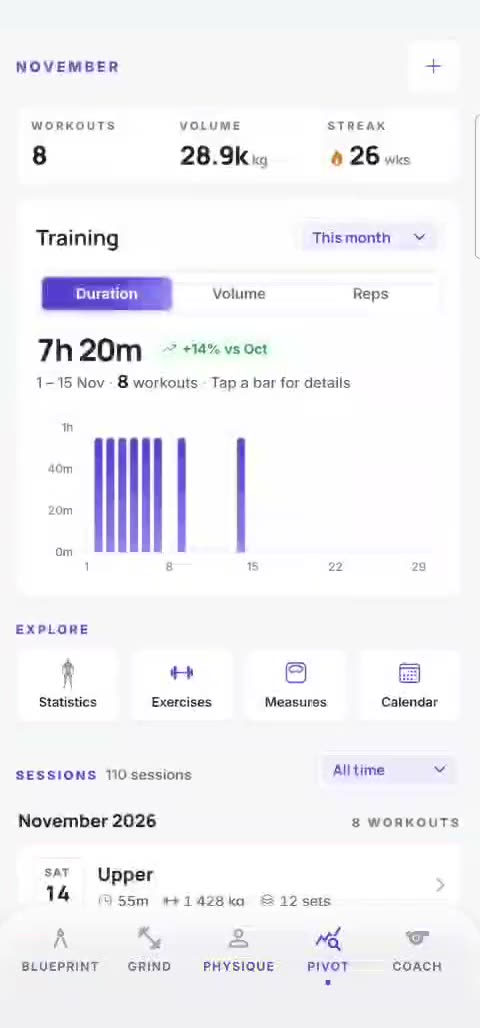 NOVEMBER
+
WORKOUTS VOLUME STREAK
8 28.9k kg 26 wks
Training This month
Duration Volume Reps
7h 20m +14% vs Oct
1 – 15 Nov · 8 workouts · Tap a bar for details
1h
40m
20m
0m
1 8 15 22 29
EXPLORE
Statistics Exercises Measures Calendar
SESSIONS 110 sessions All time
November 2026 8 WORKOUTS
SAT
14
Upper
55m 1 428 kg 12 sets
BLUEPRINT GRIND PHYSIQUE PIVOT COACH